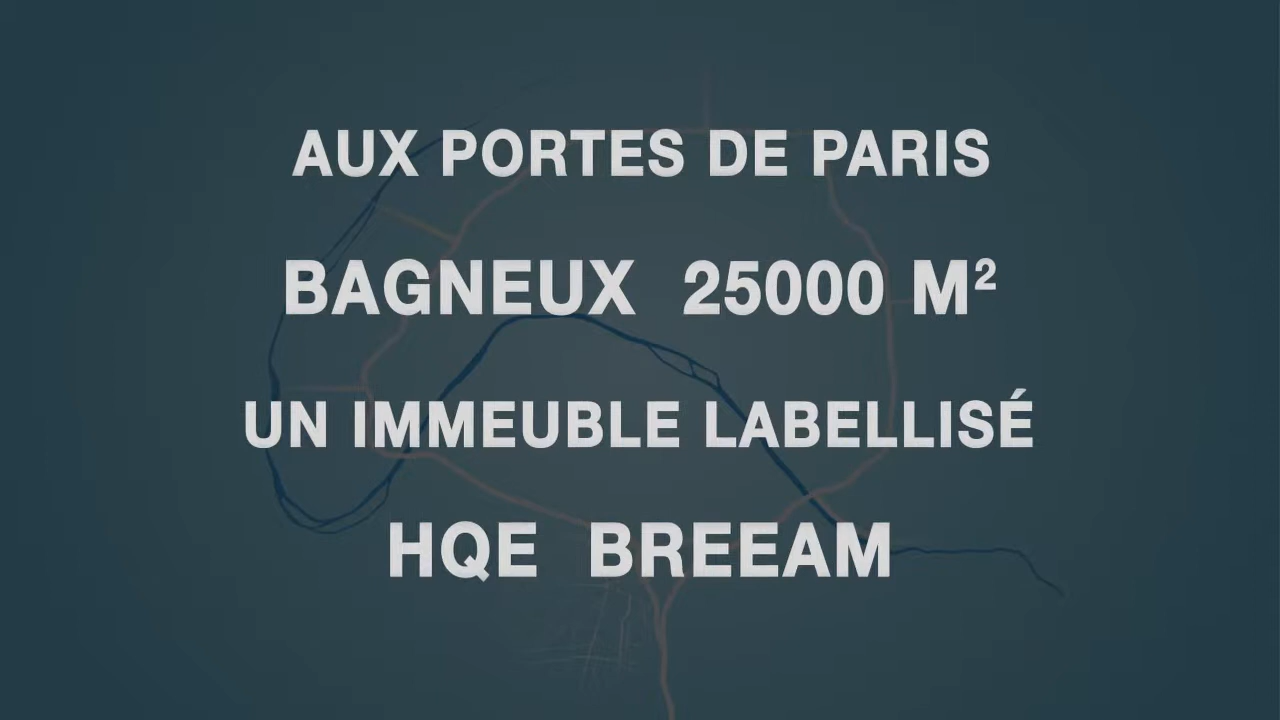 AUX PORTES DE PARIS
BAGNEUX 25000 M²
UN IMMEUBLE LABELLISÉ
HQE BREEAM